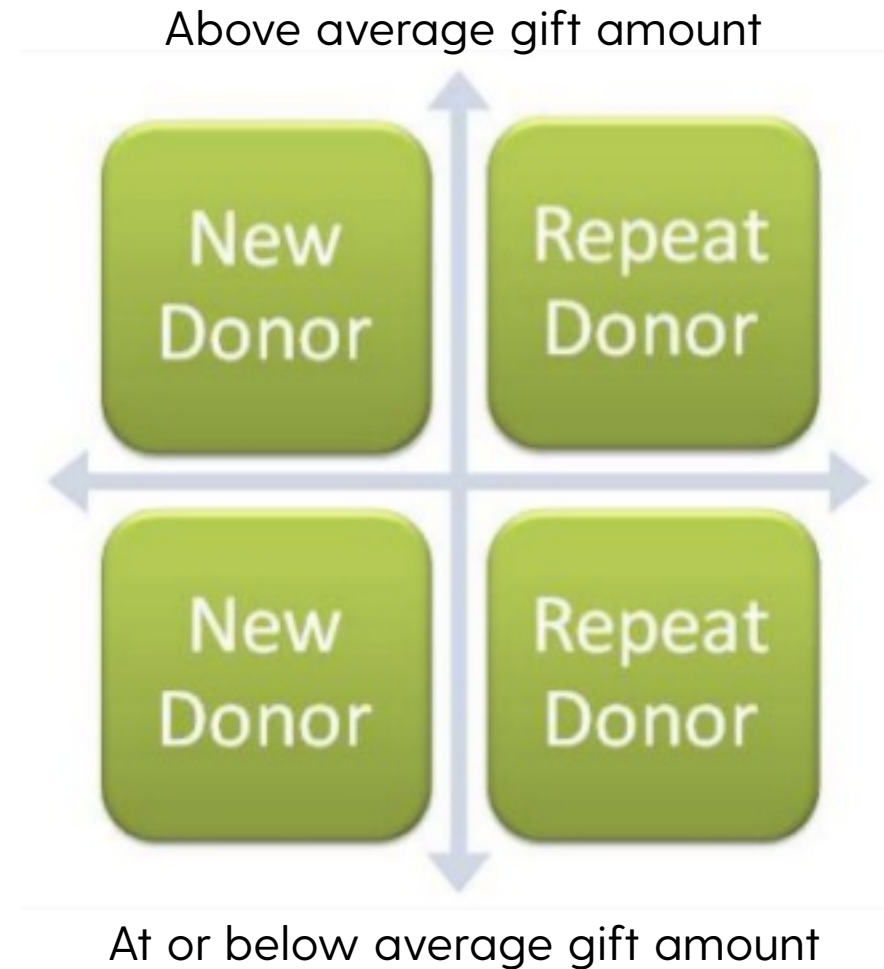 Above average gift amount
New
Donor
Repeat
Donor
New
Donor
Repeat
Donor
At or below average gift amount